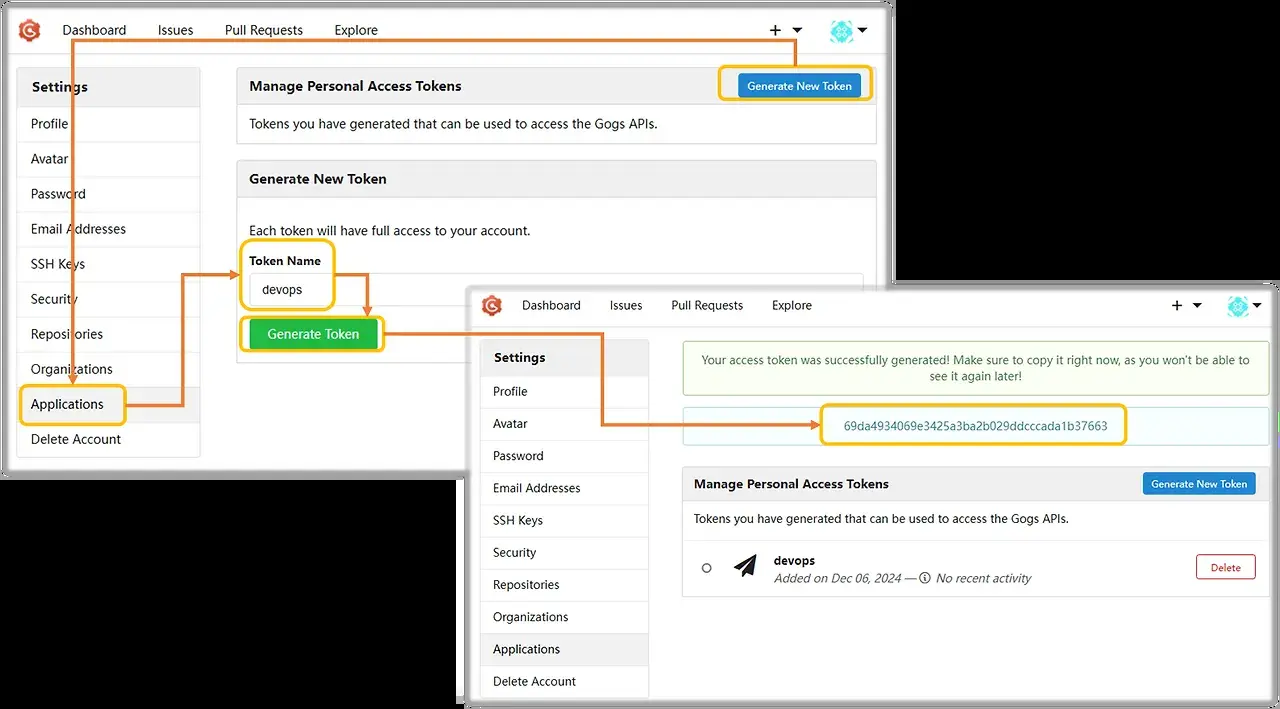 Dashboard Issues Pull Requests Explore
Settings
Profile
Avatar
Password
Email Addresses
SSH Keys
Security
Repositories
Organizations
Applications
Delete Account
Manage Personal Access Tokens
Generate New Token
Tokens you have generated that can be used to access the Gogs APIs.
Generate New Token
Each token will have full access to your account.
Token Name
devops
Generate Token
Dashboard Issues Pull Requests Explore
Settings
Profile
Avatar
Password
Email Addresses
SSH Keys
Security
Repositories
Organizations
Applications
Delete Account
Your access token was successfully generated! Make sure to copy it right now, as you won't be able to
see it again later!
69da4934069e3425a3ba2b029ddcccada1b37663
Manage Personal Access Tokens
Generate New Token
Tokens you have generated that can be used to access the Gogs APIs.
devops
Added on Dec 06, 2024 — No recent activity
Delete